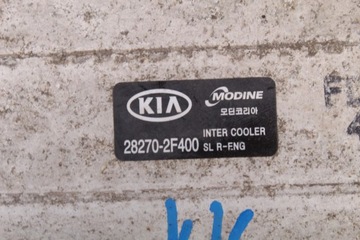 KIA
MODINE
모딘코리아
28270-2F400
INTER COOLER
SL R-ENG